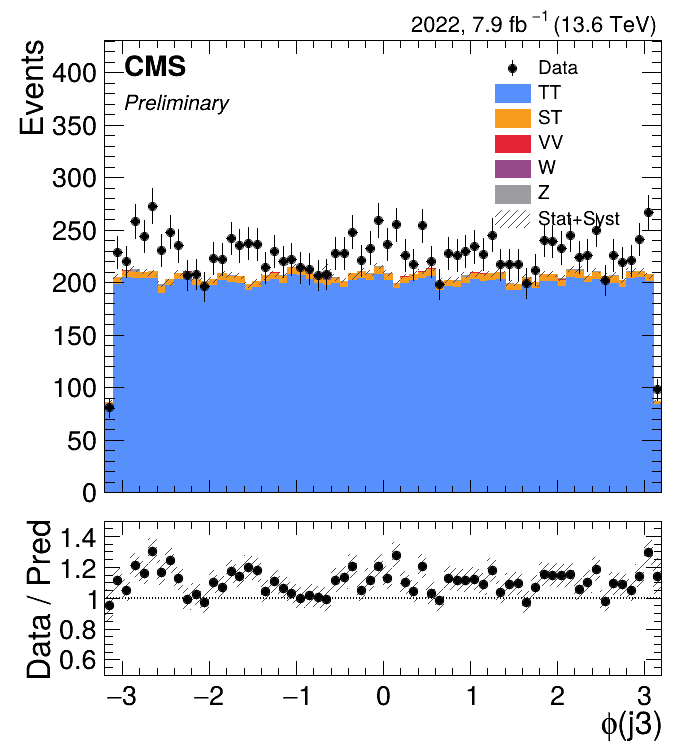 2022, 7.9 fb⁻¹ (13.6 TeV)
Events
CMS
Preliminary
Data
TT
ST
VV
W
Z
Stat+Syst
400
350
300
250
200
150
100
50
0
Data / Pred
1.4
1.2
1
0.8
0.6
−3 −2 −1 0 1 2 3
ϕ(j3)